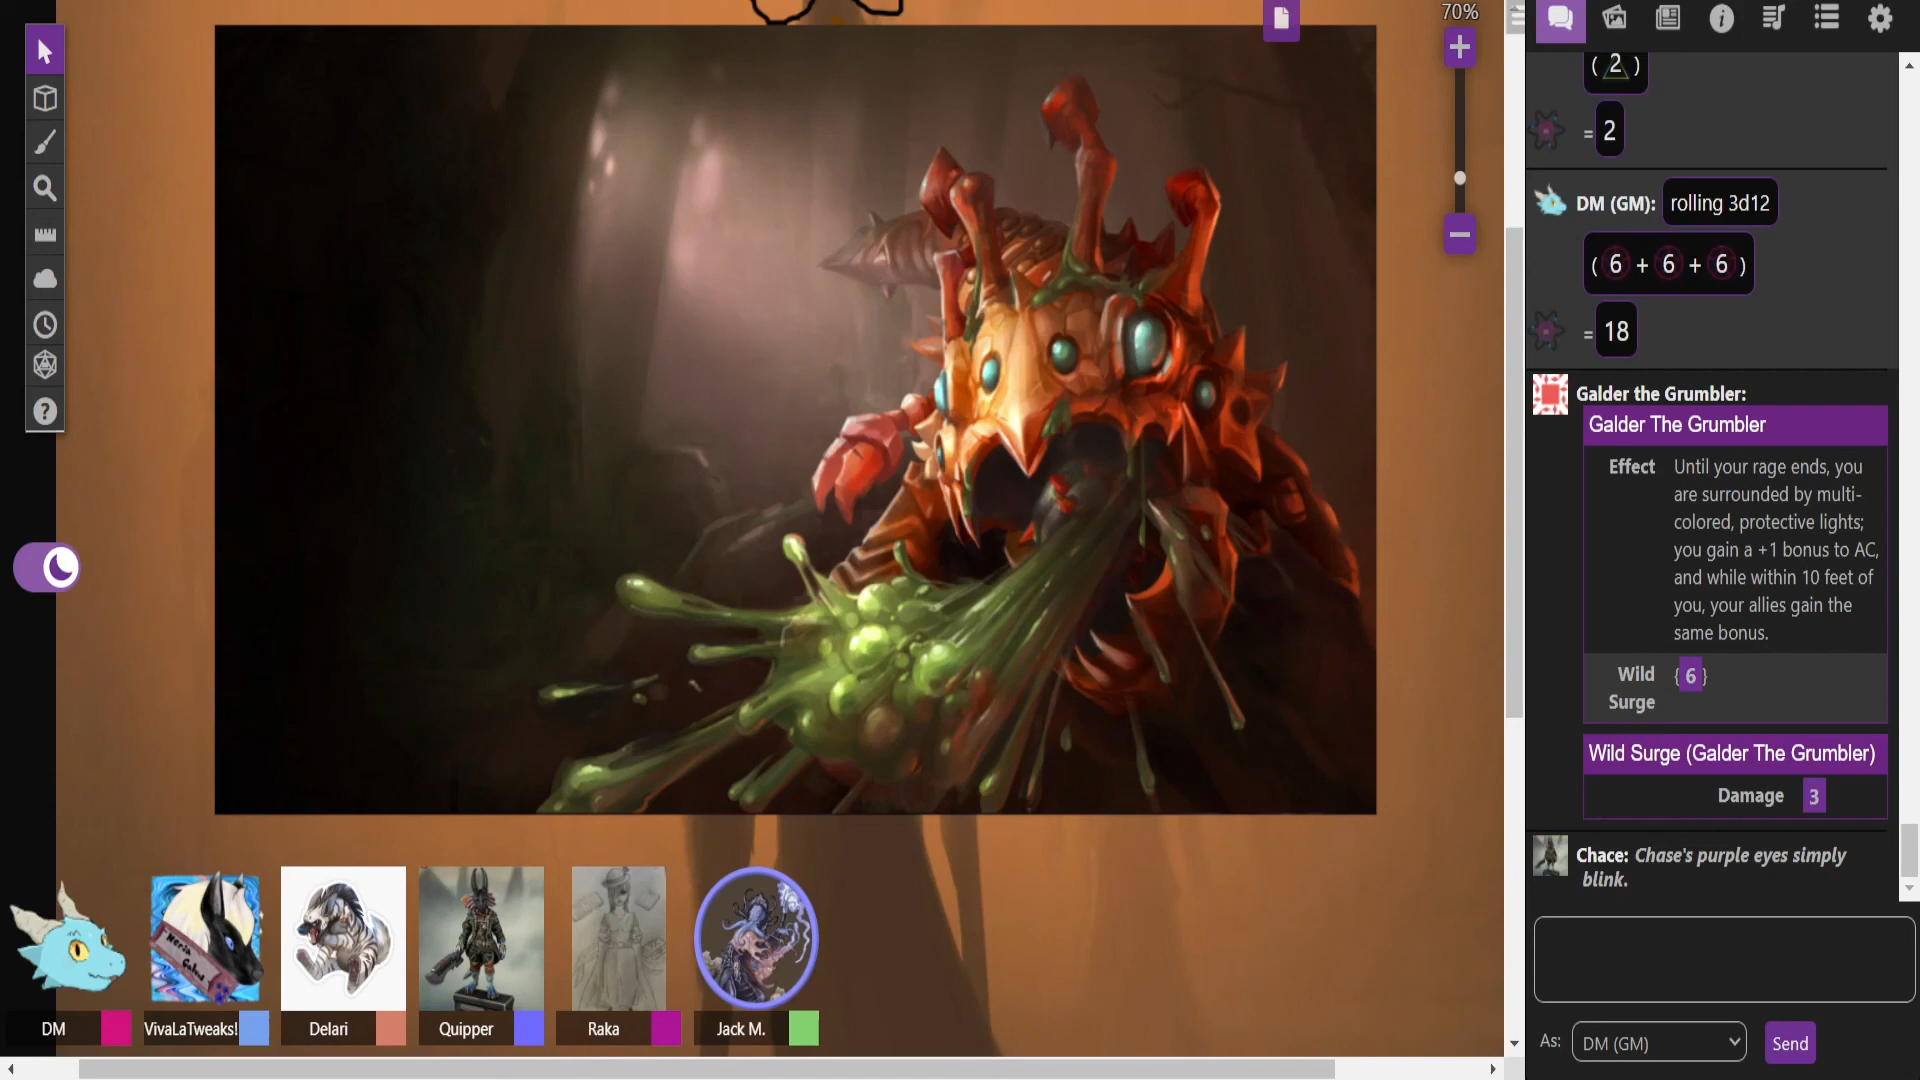 70%
( 2 )
= 2
DM (GM): rolling 3d12
( 6 + 6 + 6 )
= 18
Galder the Grumbler:
Galder The Grumbler
Effect Until your rage ends, you
are surrounded by multi-
colored, protective lights;
you gain a +1 bonus to AC,
and while within 10 feet of
you, your allies gain the
same bonus.
Wild Surge {6}
Wild Surge (Galder The Grumbler)
Damage 3
Chace: Chase's purple eyes simply
blink.
DM
VivaLaTweaks!
Delari
Quipper
Raka
Jack M.
As: DM (GM) Send